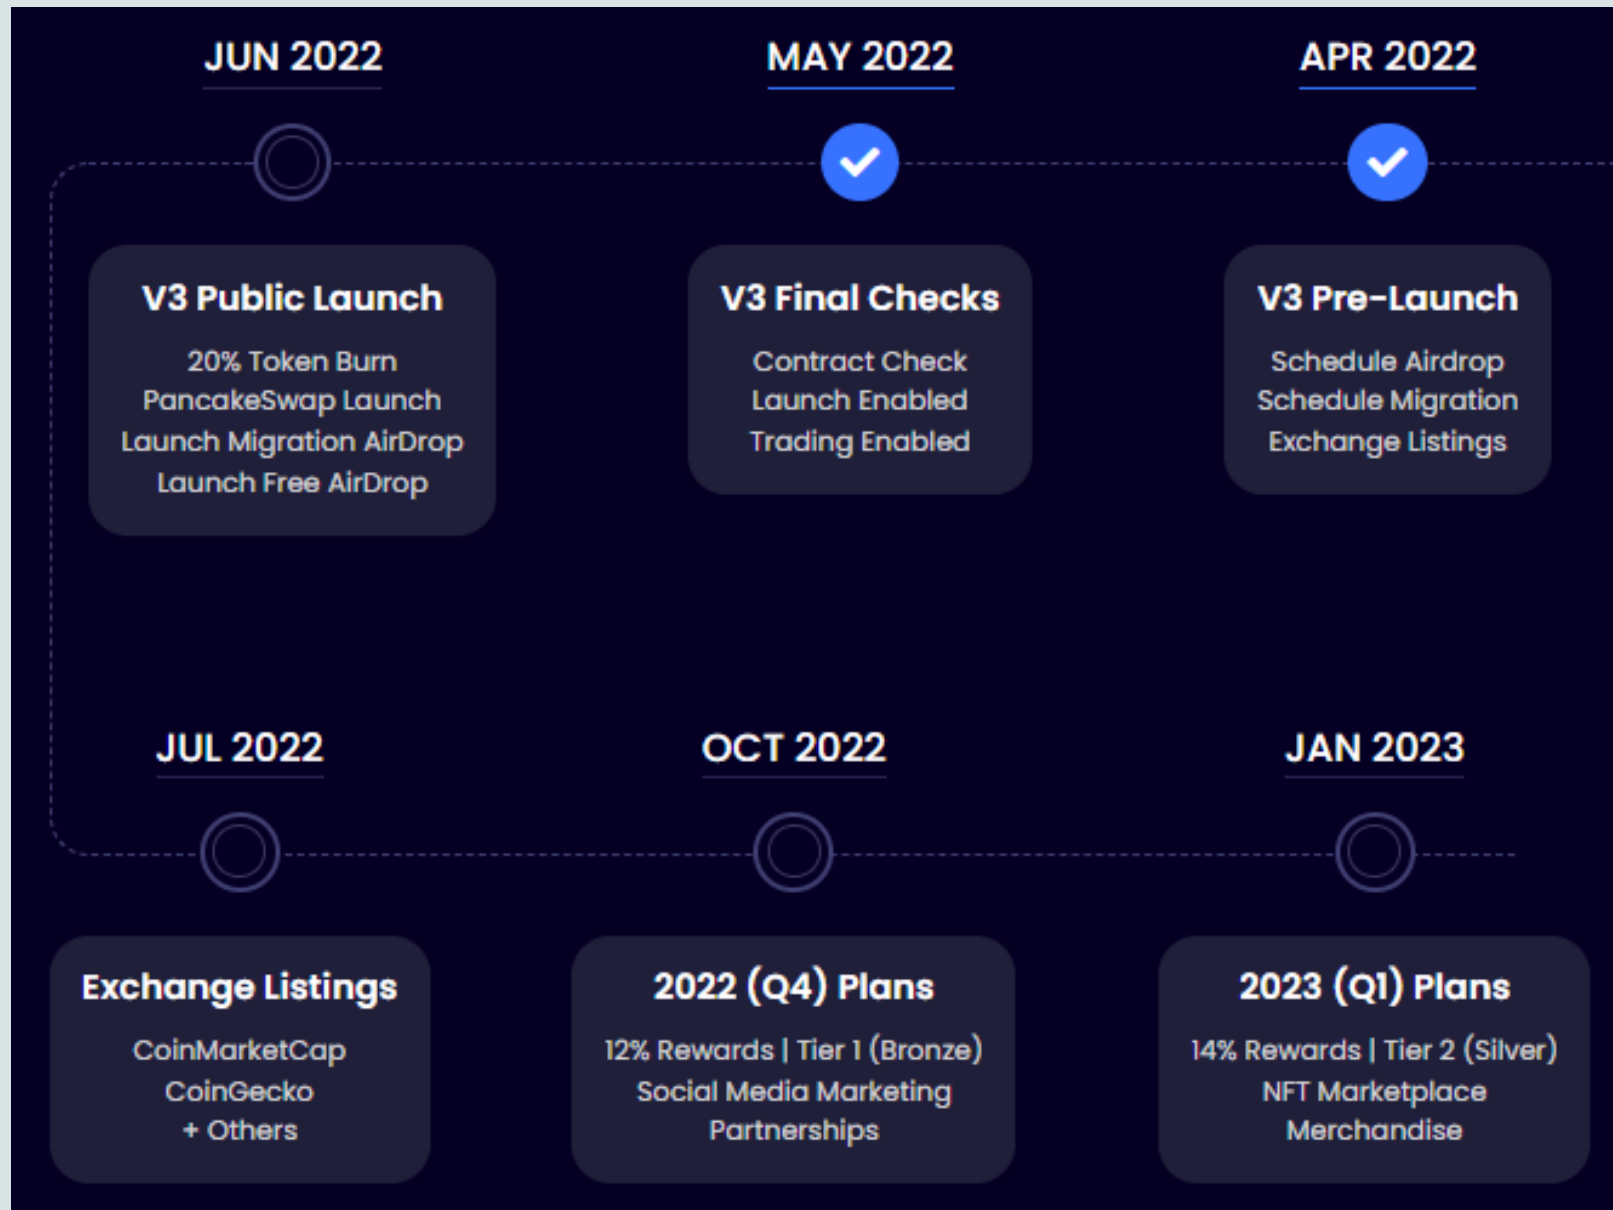 JUN 2022
V3 Public Launch
20% Token Burn
PancakeSwap Launch
Launch Migration AirDrop
Launch Free AirDrop
MAY 2022
V3 Final Checks
Contract Check
Launch Enabled
Trading Enabled
APR 2022
V3 Pre-Launch
Schedule Airdrop
Schedule Migration
Exchange Listings
JUL 2022
Exchange Listings
CoinMarketCap
CoinGecko
+ Others
OCT 2022
2022 (Q4) Plans
12% Rewards | Tier 1 (Bronze)
Social Media Marketing
Partnerships
JAN 2023
2023 (Q1) Plans
14% Rewards | Tier 2 (Silver)
NFT Marketplace
Merchandise